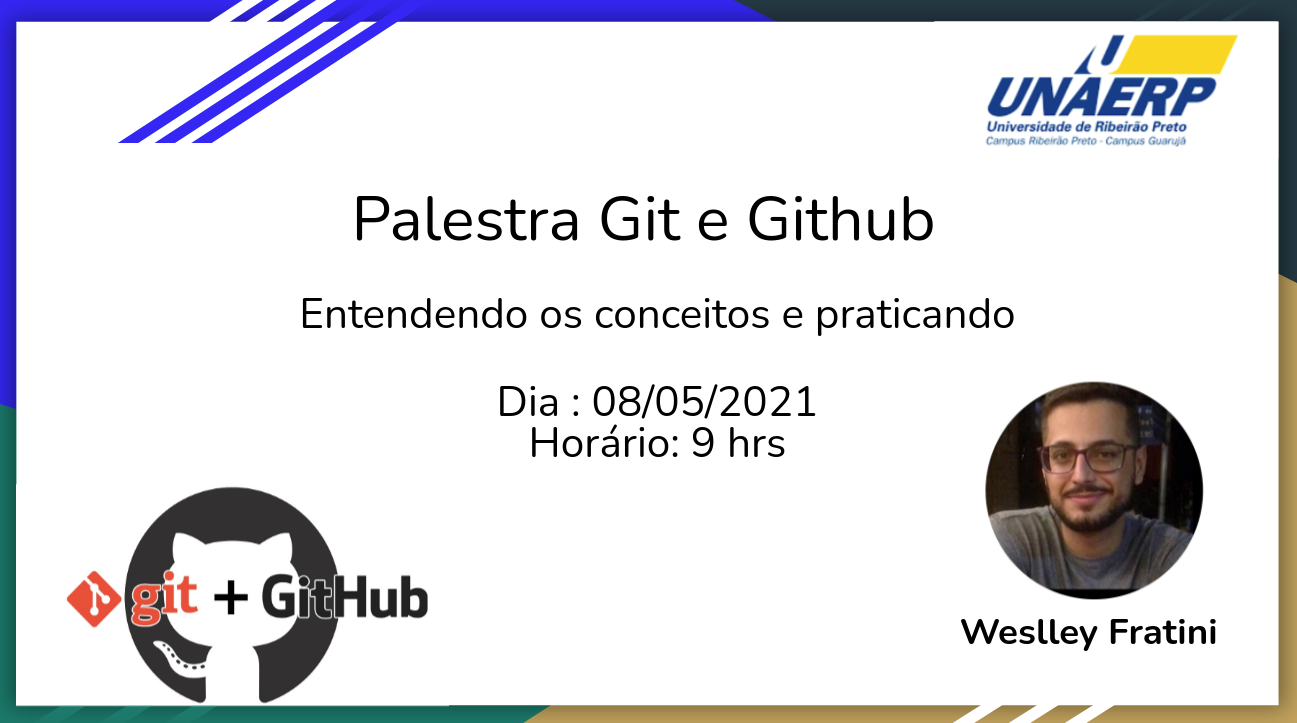 UNAERP
Universidade de Ribeirão Preto
Campus Ribeirão Preto - Campus Guarujá
Palestra Git e Github
Entendendo os conceitos e praticando
Dia : 08/05/2021
Horário: 9 hrs
git + GitHub
Weslley Fratini